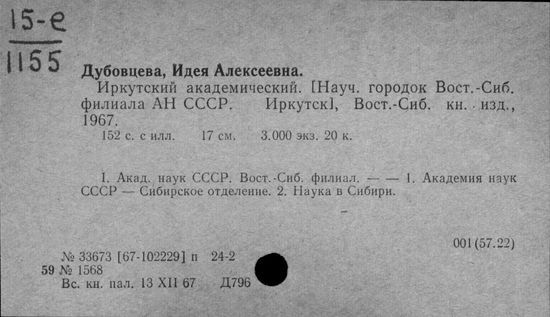 15-е
1155
Дубовцева, Идея Алексеевна.
Иркутский академический. [Науч. городок Вост.-Сиб.
филиала АН СССР. Иркутск], Вост.-Сиб. кн. изд.,
1967.
152 с. с илл. 17 см. 3.000 экз. 20 к.
1. Акад. наук СССР. Вост.-Сиб. филиал. — — 1. Академия наук
СССР — Сибирское отделение. 2. Наука в Сибири.
001 (57.22)
№ 33673 [67-102229] п 24-2
59 № 1568
Вс. кн. пал. 13 XII 67 Д796